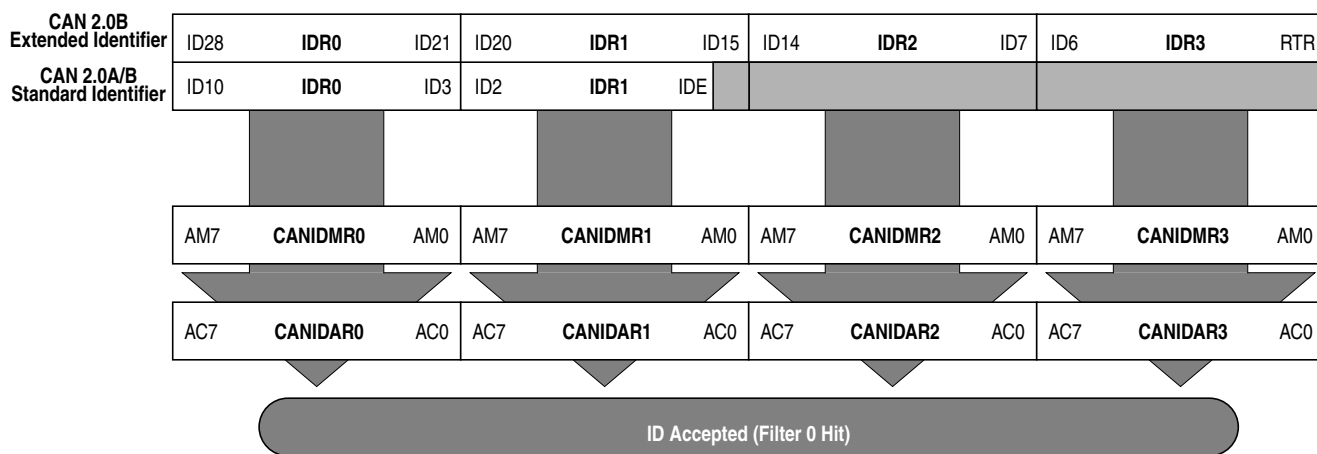 CAN 2.0B
Extended Identifier
ID28 IDR0 ID21 ID20 IDR1 ID15 ID14 IDR2 ID7 ID6 IDR3 RTR
CAN 2.0A/B
Standard Identifier
ID10 IDR0 ID3 ID2 IDR1 IDE
AM7 CANIDMR0 AM0 AM7 CANIDMR1 AM0 AM7 CANIDMR2 AM0 AM7 CANIDMR3 AM0
AC7 CANIDAR0 AC0 AC7 CANIDAR1 AC0 AC7 CANIDAR2 AC0 AC7 CANIDAR3 AC0
ID Accepted (Filter 0 Hit)